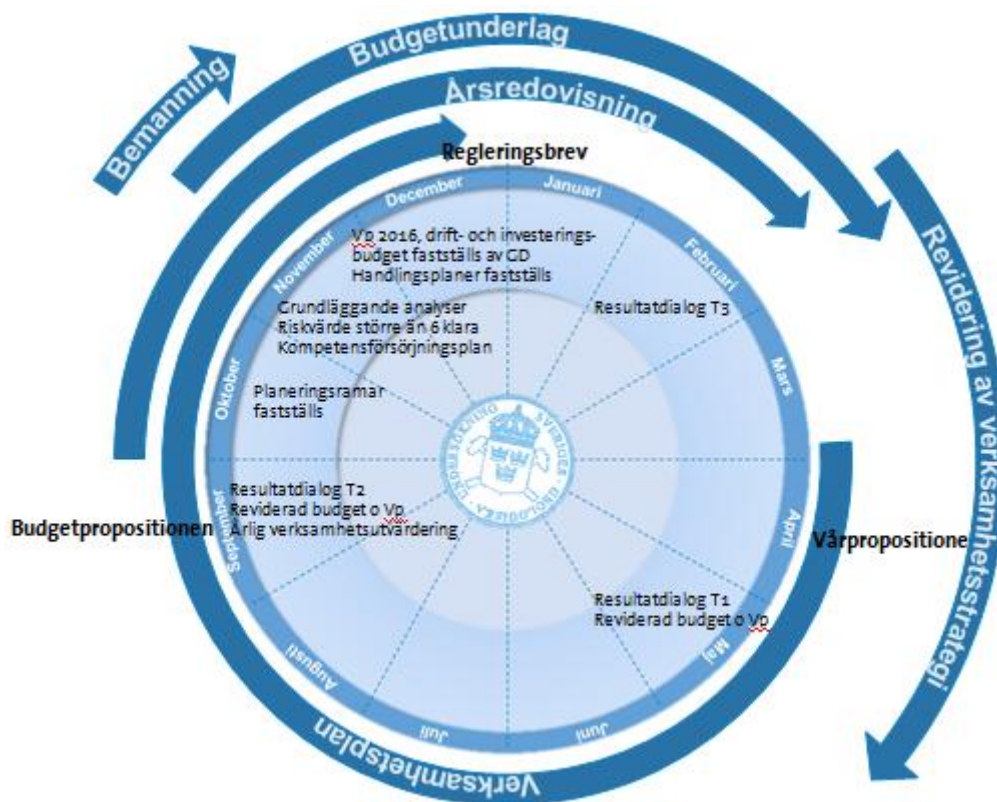 Budgetunderlag
Årsredovisning
Bemanning
Regleringsbrev
December
Januari
November
Februari
Vp 2016, drift- och investerings-
budget fastställs av GD
Handlingsplaner fastställs
Grundläggande analyser
Riskvärde större än 6 klara
Kompetensförsörjningsplan
Resultatdialog T3
Oktober
Mars
Planeringsramar
fastställs
SVERIGES GEOLOGISKA UNDERSÖKNING
Revidering av verksamhetsstrategi
Resultatdialog T2
Reviderad budget o Vp
Årlig verksamhetsutvärdering
Budgetpropositionen
September
April
Vårpropositione
Resultatdialog T1
Reviderad budget o Vp
Maj
Augusti
Juli
Juni
Verksamhetsplan